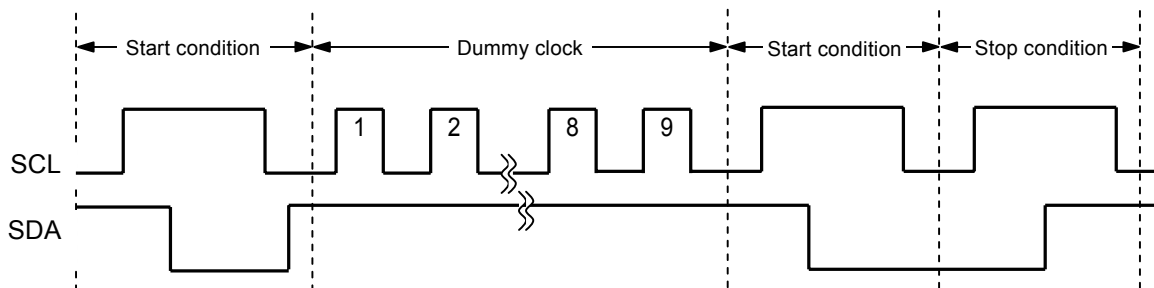 Start condition Dummy clock Start condition Stop condition
1 2 8 9
SCL
SDA